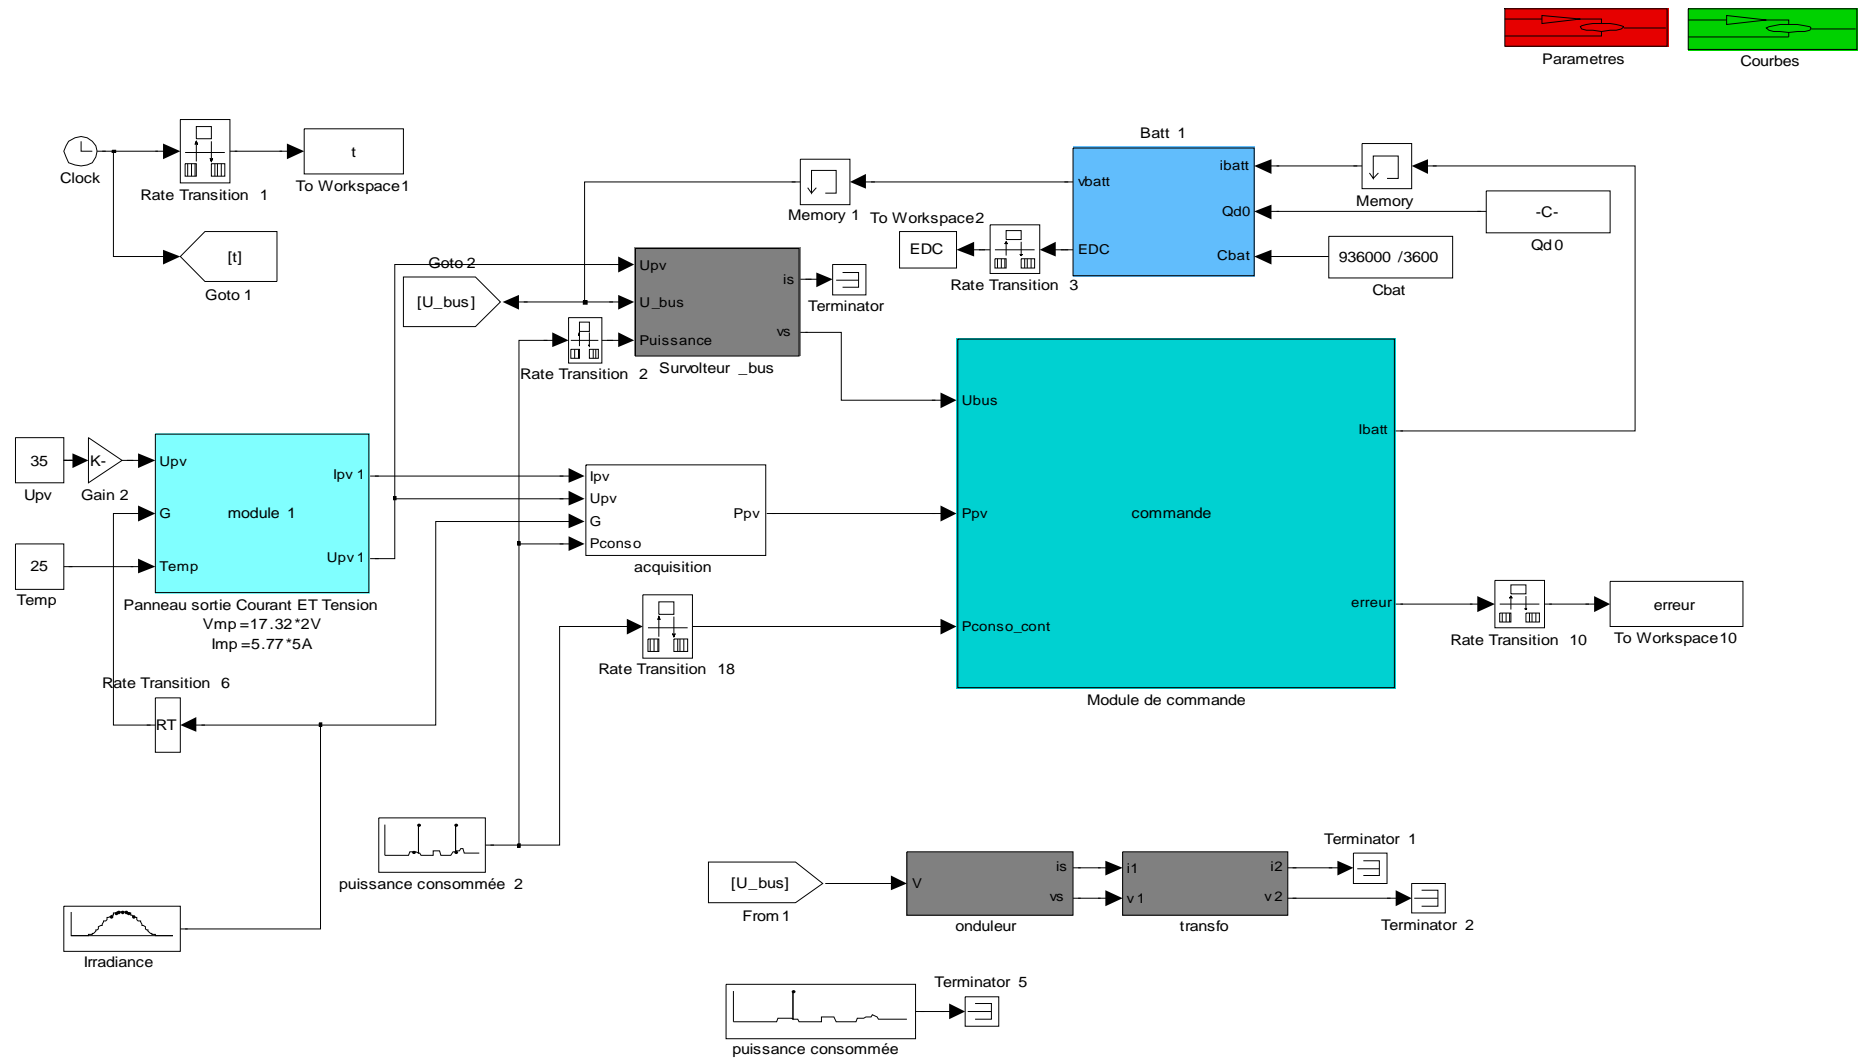 Parametres
Courbes
Clock
Rate Transition 1
t
To Workspace1
[t]
Goto 1
Batt 1
vbatt
EDC
ibatt
Qd0
Cbat
Memory
-C-
Qd0
936000 /3600
Cbat
Memory 1
To Workspace2
EDC
Rate Transition 3
Goto 2
[U_bus]
Upv
U_bus
Puissance
is
vs
Survolteur _bus
Terminator
Rate Transition 2
35
Upv
K-
Gain 2
25
Temp
Upv
G
Temp
module 1
Ipv 1
Upv 1
Panneau sortie Courant ET Tension
Vmp =17.32*2V
Imp =5.77*5A
Ipv
Upv
G
Pconso
Ppv
acquisition
Ubus
Ppv
Pconso_cont
commande
Ibatt
erreur
Module de commande
Rate Transition 10
erreur
To Workspace10
Rate Transition 18
Rate Transition 6
RT
puissance consommée 2
Irradiance
[U_bus]
From 1
V
is
vs
onduleur
i1
v1
i2
v2
transfo
Terminator 1
Terminator 2
Terminator 5
puissance consommée